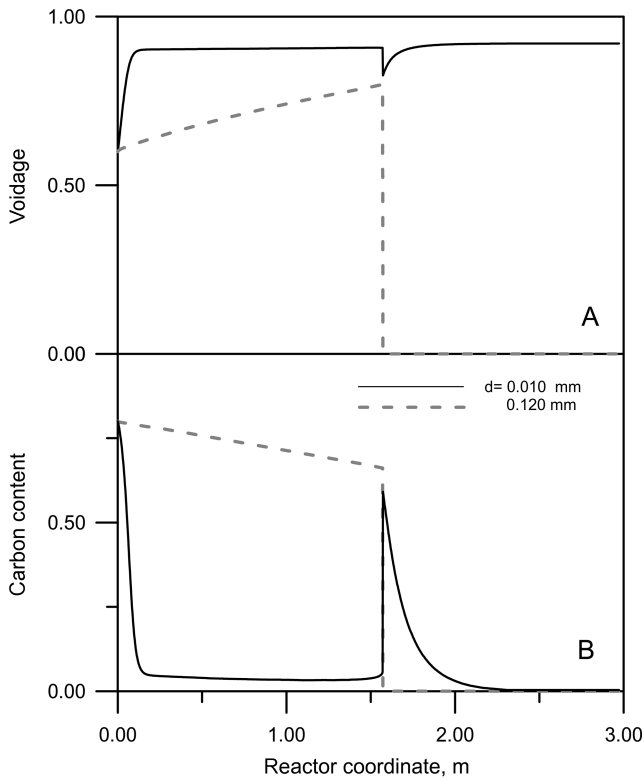 1.00
Voidage
0.50
A
0.00
d= 0.010 mm
0.120 mm
Carbon content
0.50
B
0.00
0.00 1.00 2.00 3.00
Reactor coordinate, m